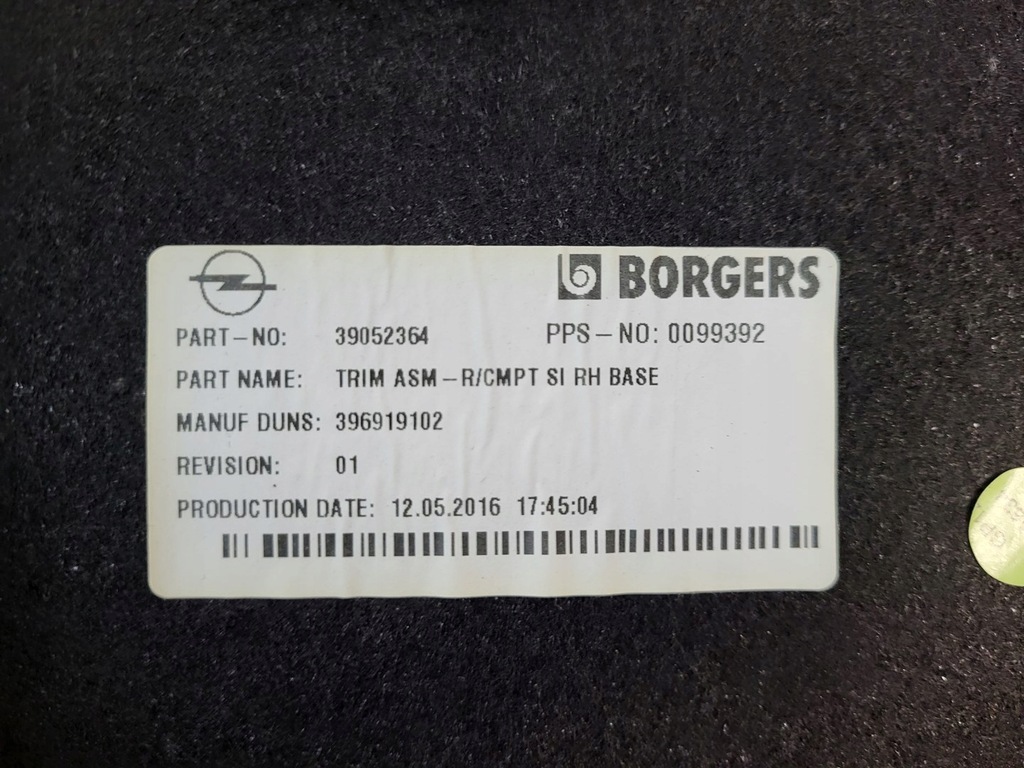 BORGERS
PART-NO: 39052364 PPS-NO: 0099392
PART NAME: TRIM ASM-R/CMPT SI RH BASE
MANUF DUNS: 396919102
REVISION: 01
PRODUCTION DATE: 12.05.2016 17:45:04